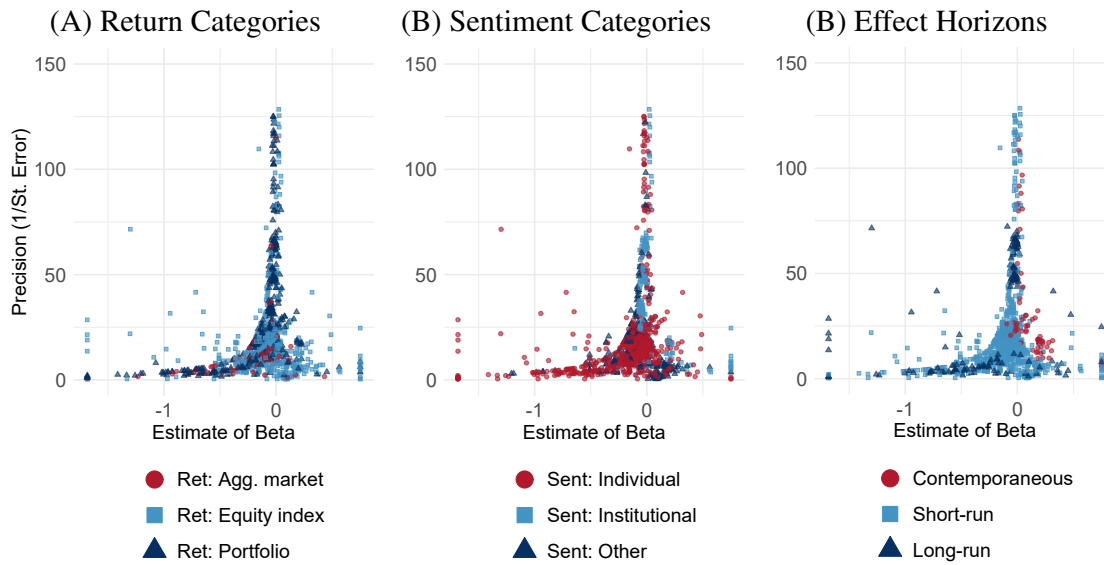 (A) Return Categories
(B) Sentiment Categories
(B) Effect Horizons
Precision (1/St. Error)
150
100
50
0
-1
0
Estimate of Beta
150
100
50
0
-1
0
Estimate of Beta
150
100
50
0
-1
0
Estimate of Beta
Ret: Agg. market
Ret: Equity index
Ret: Portfolio
Sent: Individual
Sent: Institutional
Sent: Other
Contemporaneous
Short-run
Long-run